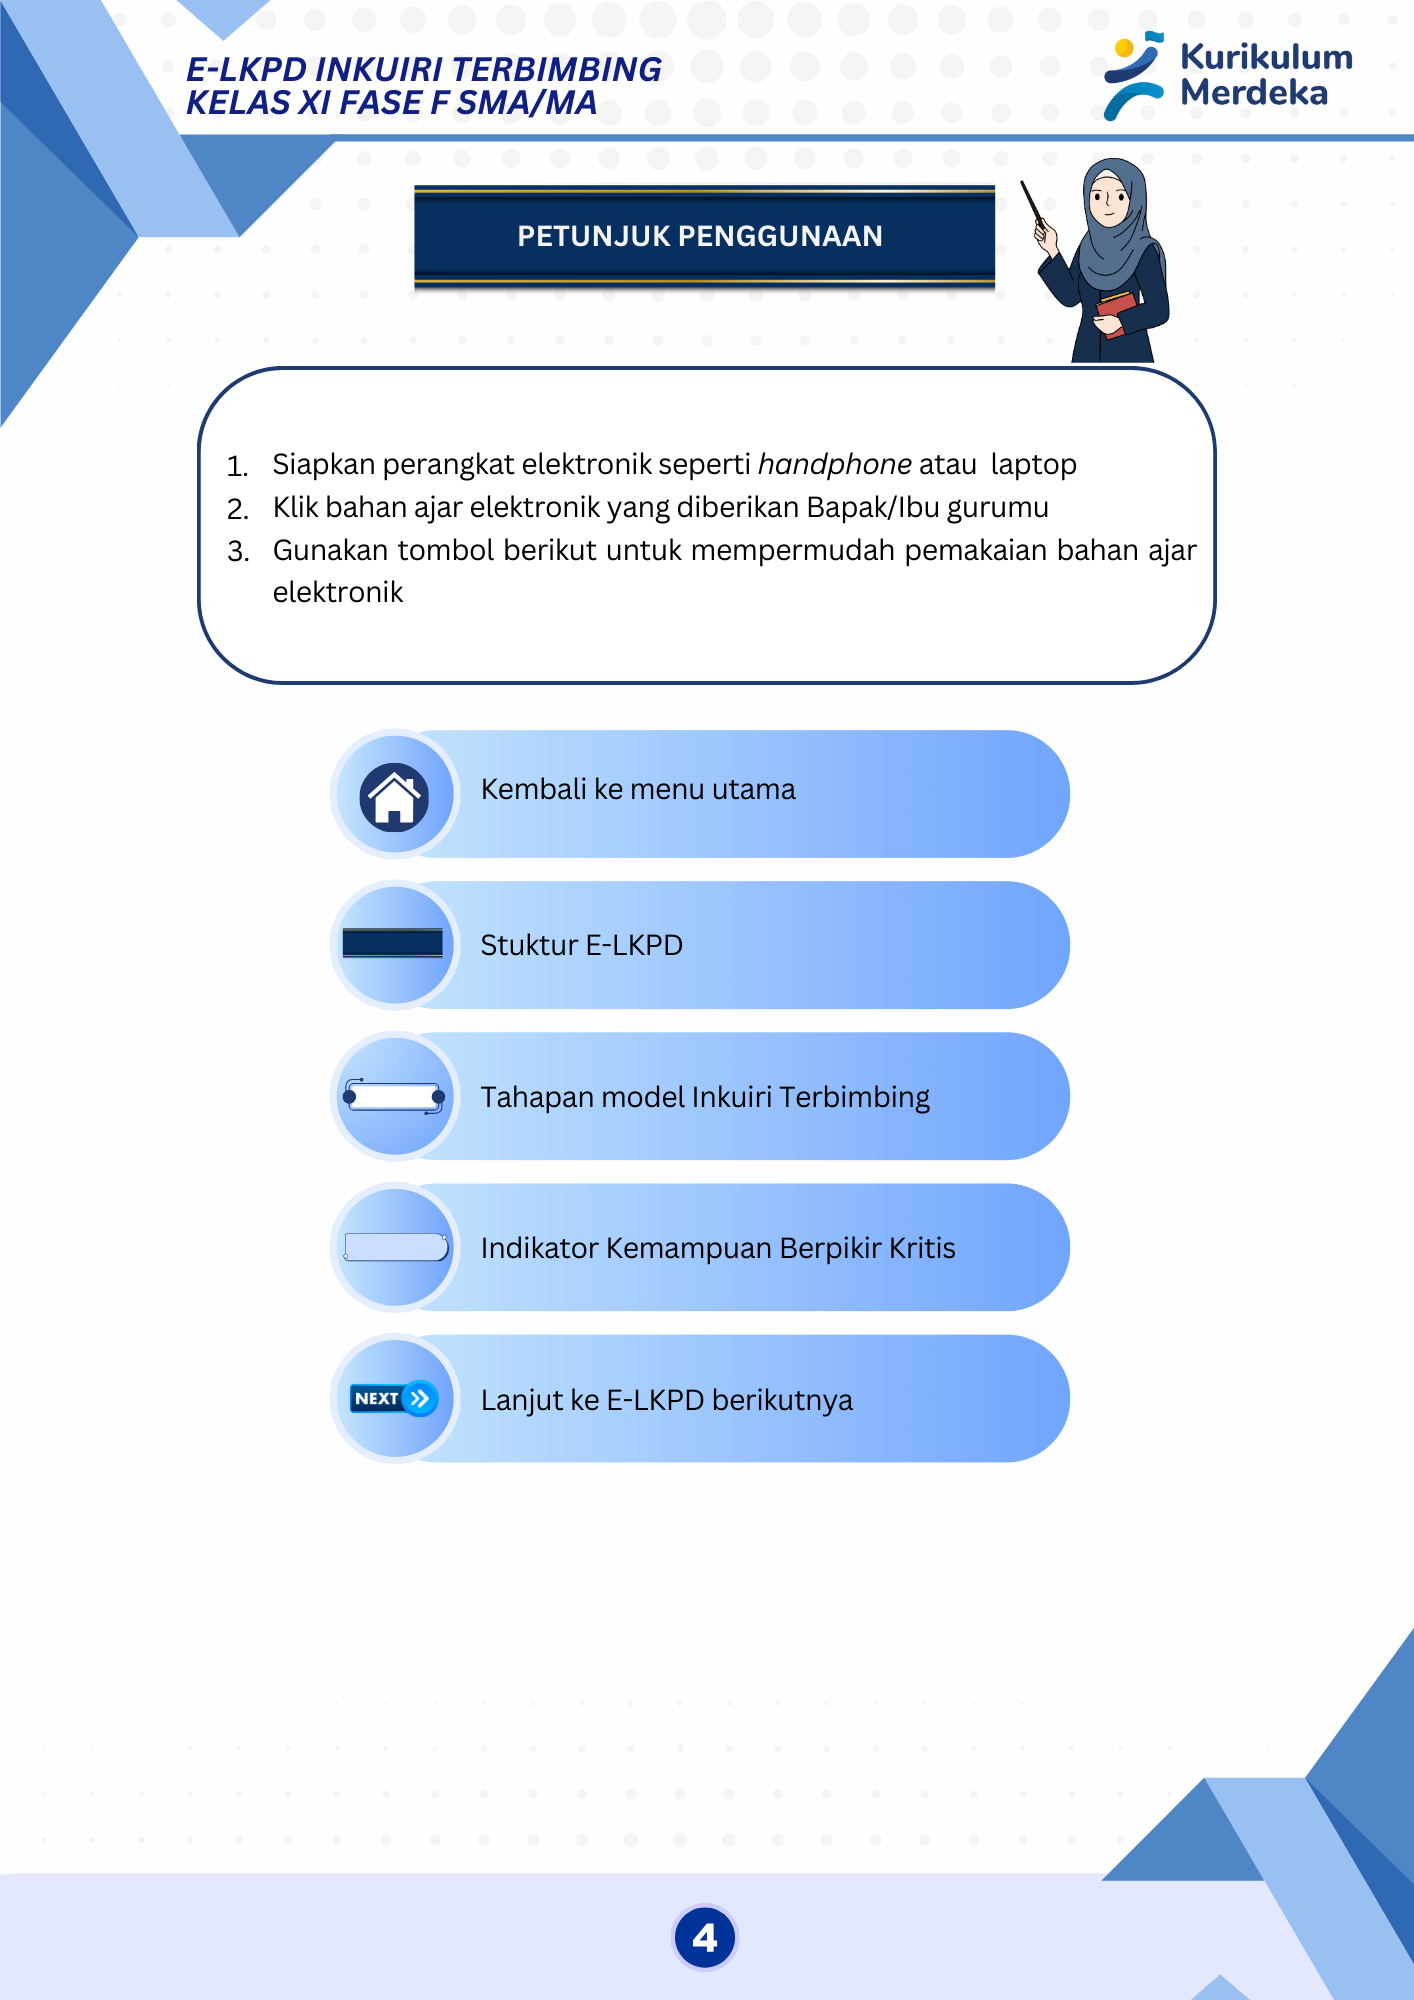 E-LKPD INKUIRI TERBIMBING
KELAS XI FASE F SMA/MA
Kurikulum
Merdeka
PETUNJUK PENGGUNAAN
1. Siapkan perangkat elektronik seperti handphone atau laptop
2. Klik bahan ajar elektronik yang diberikan Bapak/Ibu gurumu
3. Gunakan tombol berikut untuk mempermudah pemakaian bahan ajar
elektronik
Kembali ke menu utama
Stuktur E-LKPD
Tahapan model Inkuiri Terbimbing
Indikator Kemampuan Berpikir Kritis
NEXT
Lanjut ke E-LKPD berikutnya
4